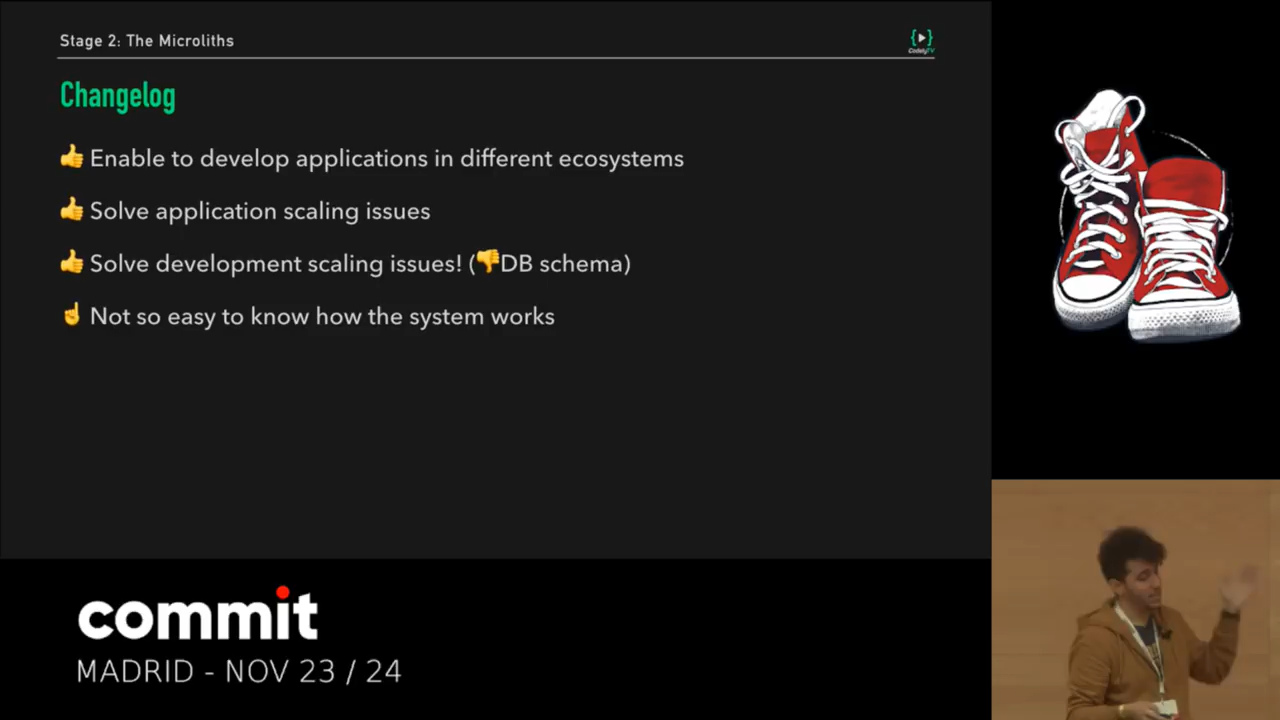 Stage 2: The Microliths
CodelyTV
Changelog
👍 Enable to develop applications in different ecosystems
👍 Solve application scaling issues
👍 Solve development scaling issues! (👎DB schema)
☝ Not so easy to know how the system works
commit
MADRID - NOV 23 / 24